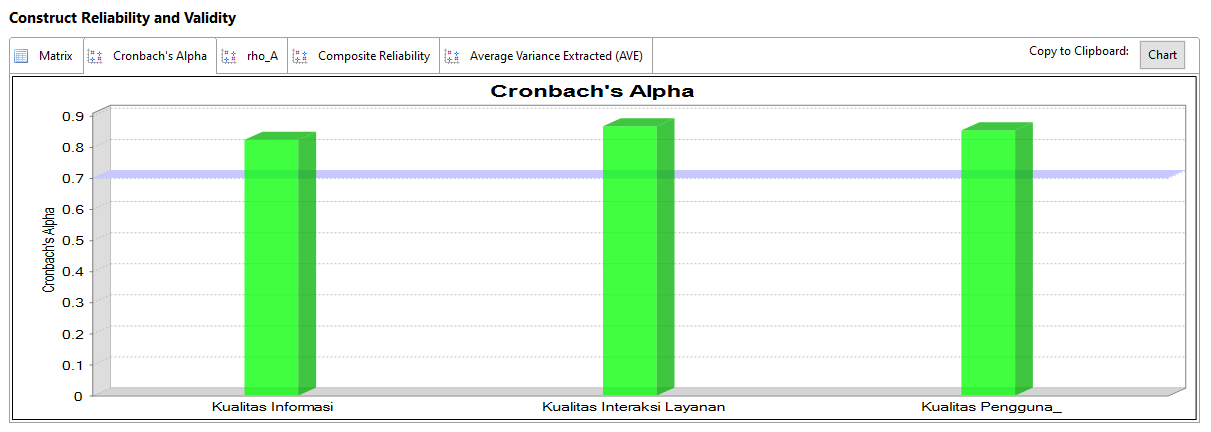 Construct Reliability and Validity
Matrix
Cronbach's Alpha
rho_A
Composite Reliability
Average Variance Extracted (AVE)
Copy to Clipboard:
Chart
Cronbach's Alpha
Cronbach's Alpha
0.9
0.8
0.7
0.6
0.5
0.4
0.3
0.2
0.1
0
Kualitas Informasi
Kualitas Interaksi Layanan
Kualitas Pengguna_